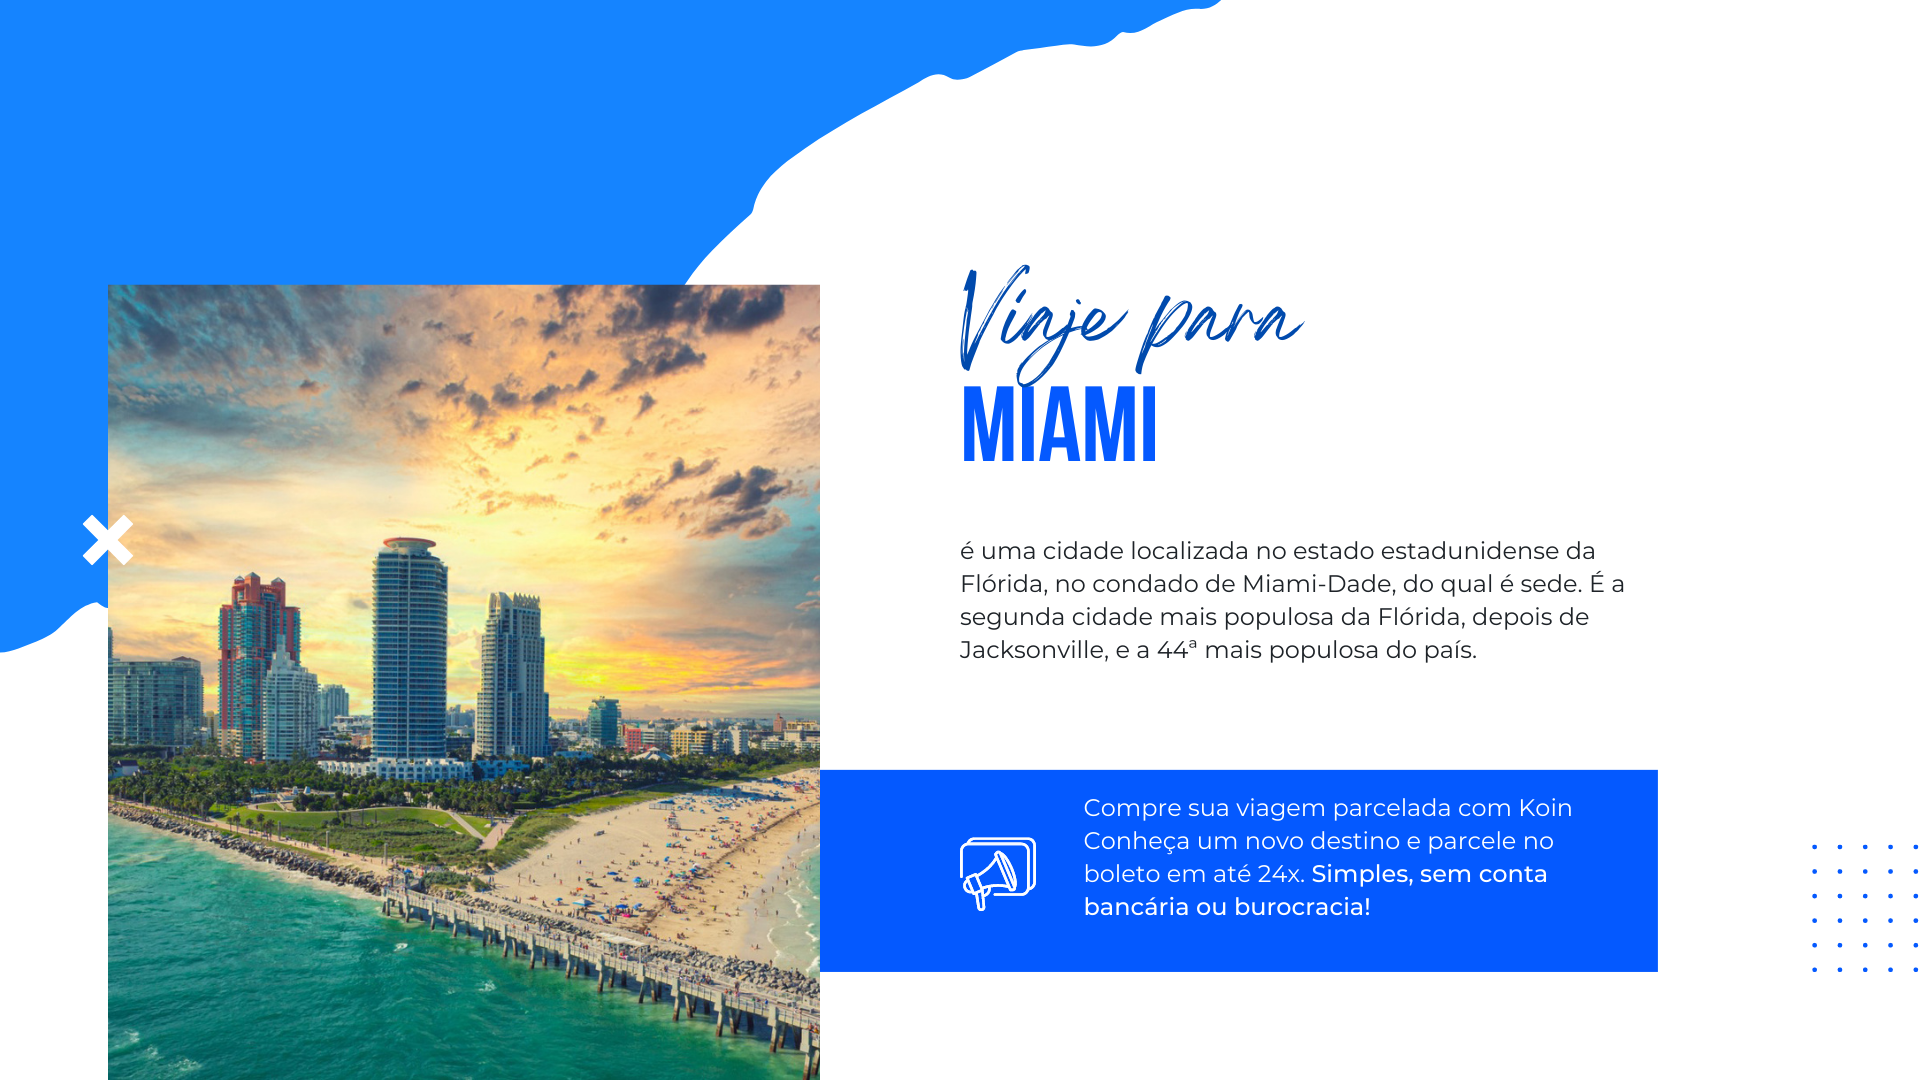 Viaje para
MIAMI
é uma cidade localizada no estado estadunidense da
Flórida, no condado de Miami-Dade, do qual é sede. É a
segunda cidade mais populosa da Flórida, depois de
Jacksonville, e a 44ª mais populosa do país.
Compre sua viagem parcelada com Koin
Conheça um novo destino e parcele no
boleto em até 24x. Simples, sem conta
bancária ou burocracia!